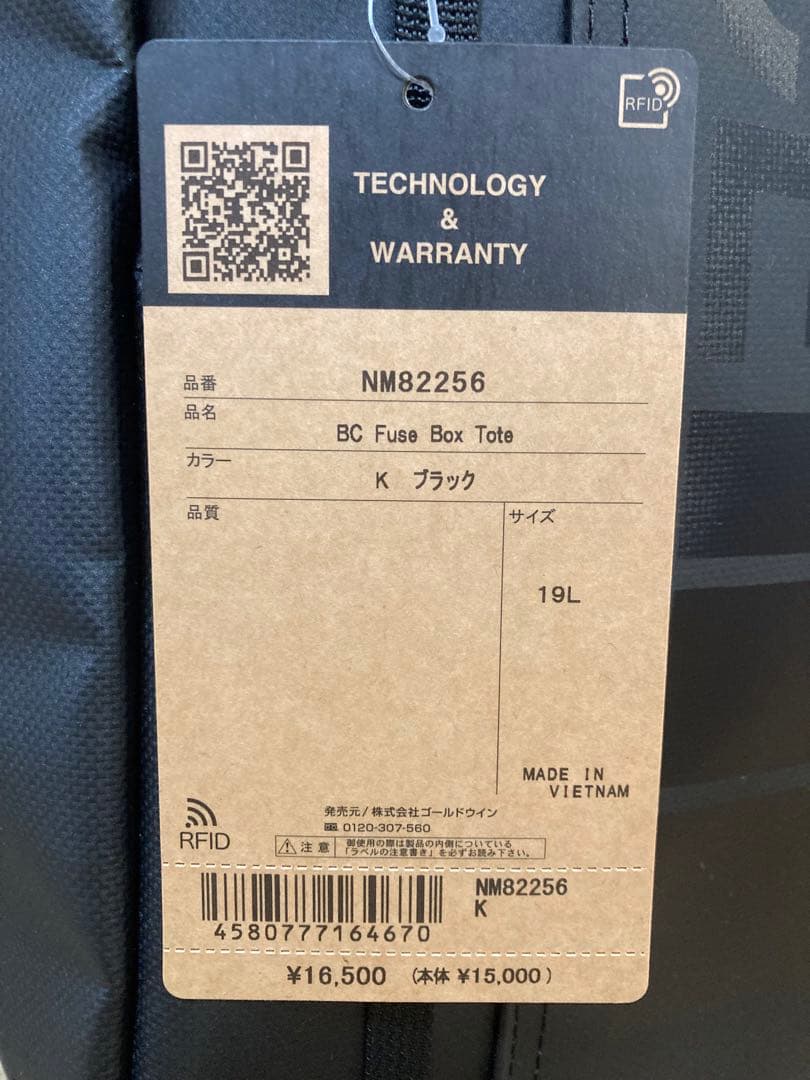 RFID
TECHNOLOGY
&
WARRANTY
品番 NM82256
品名
BC Fuse Box Tote
カラー
K ブラック
品質
サイズ
19L
MADE IN
VIETNAM
RFID
発売元/株式会社ゴールドウイン
0120-307-560
注意
御使用の際は製品の内側についている
「ラベルの注意書き」を必ずお読み下さい。
NM82256
K
4580777164670
¥16,500 (本体 ¥15,000)